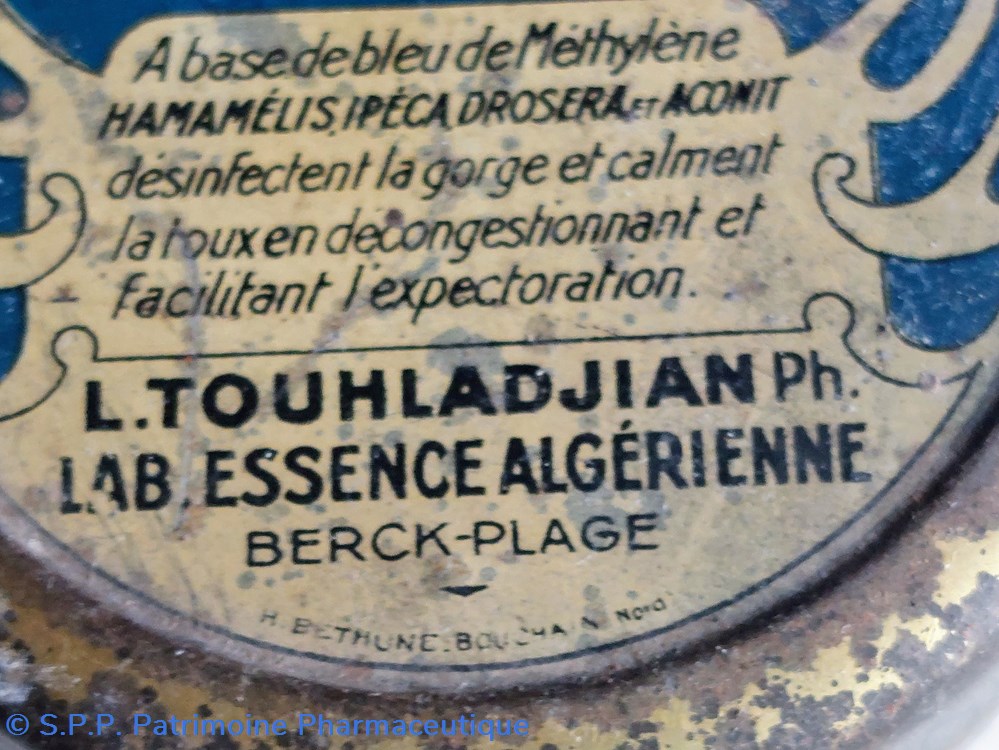 A base de bleu de Méthylène
HAMAMÉLIS, IPÉCA, DROSERA ET ACONIT
désinfectent la gorge et calment
la toux en décongestionnant et
facilitant l'expectoration.
L. TOUHLADJIAN Ph.
LAB. ESSENCE ALGÉRIENNE
BERCK-PLAGE
H. BETHUNE. BOUCHAIN Nord
© S.P.P. Patrimoine Pharmaceutique